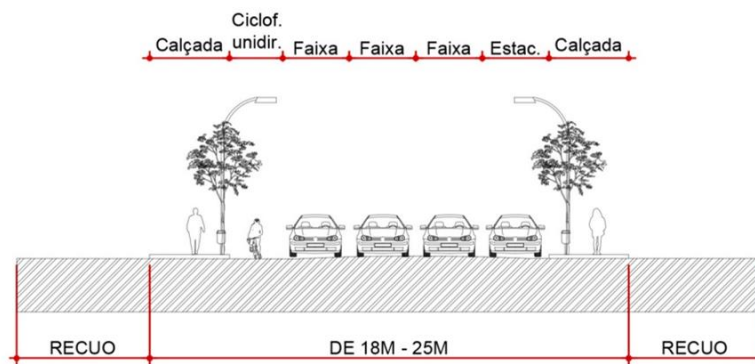 Calçada
Ciclof.
unidir.
Faixa
Faixa
Faixa
Estac.
Calçada
RECUO
DE 18M - 25M
RECUO